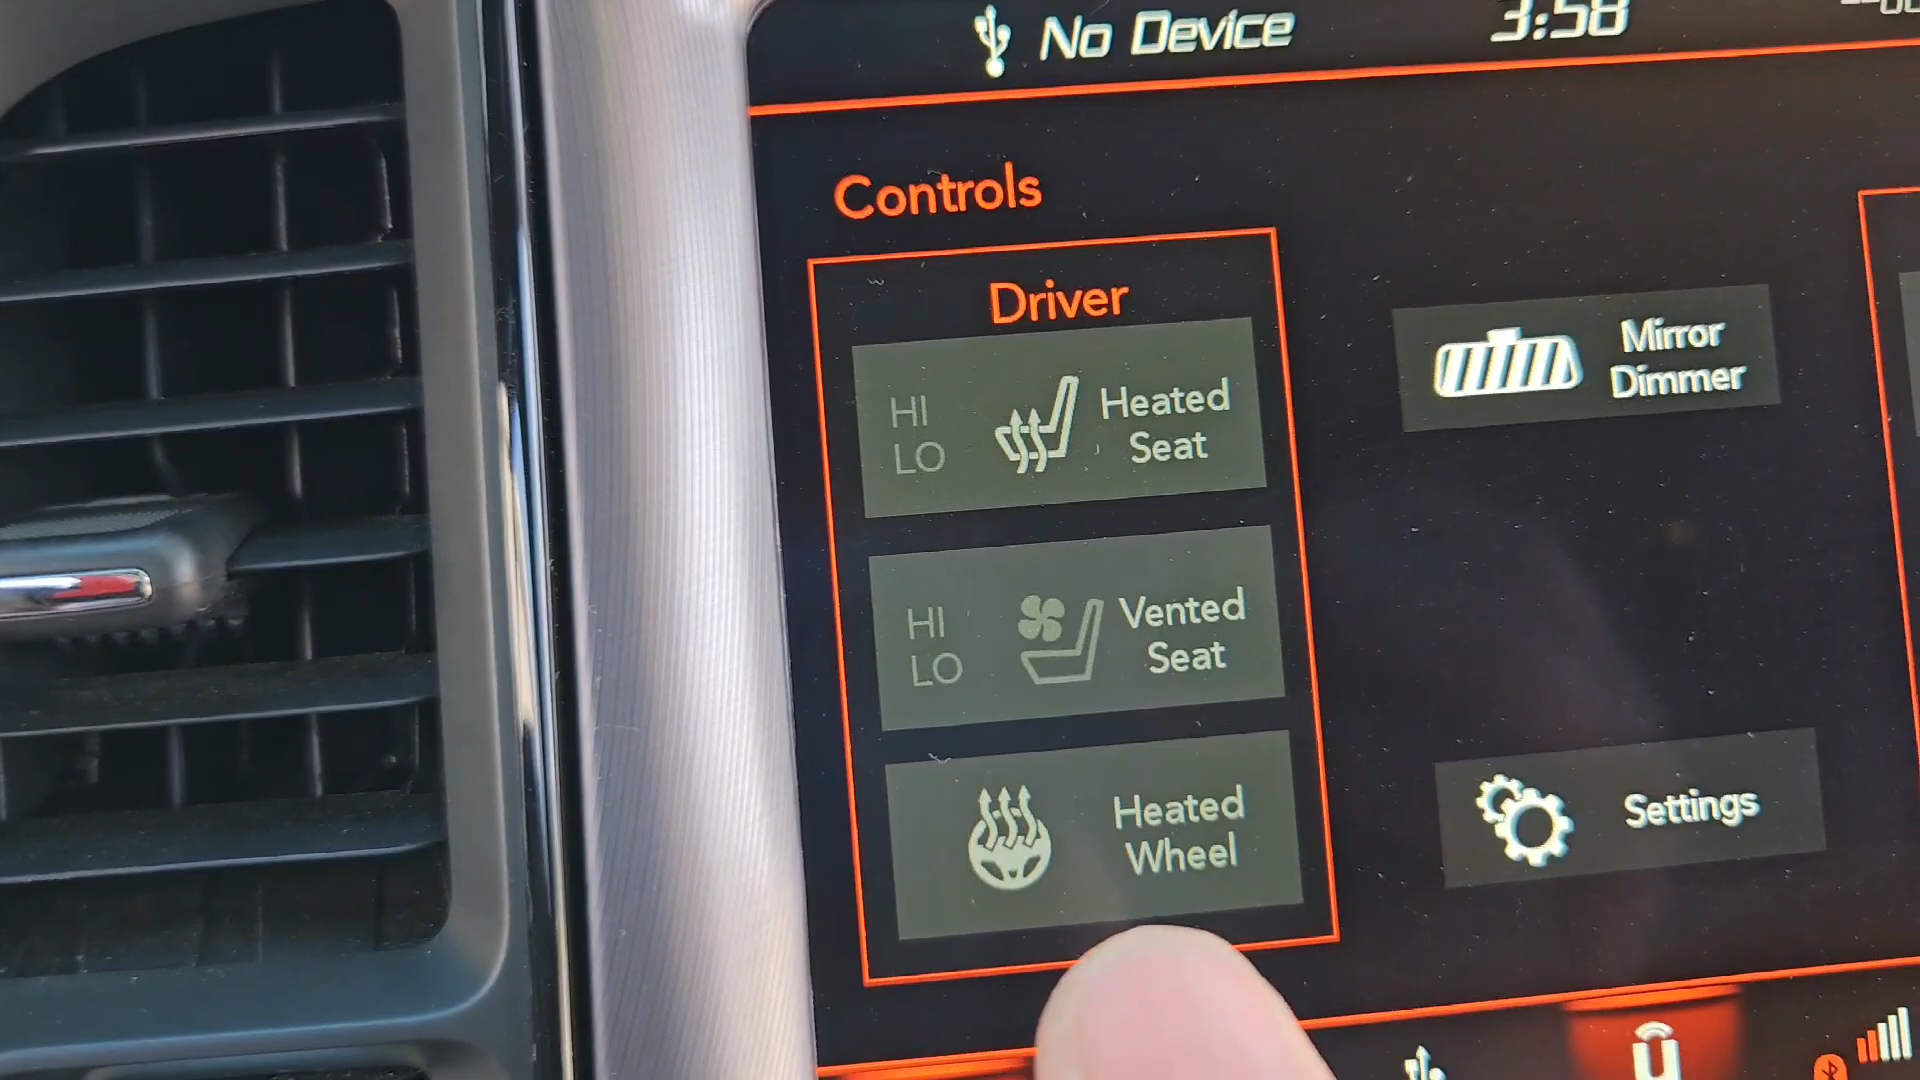 No Device
3:58
Controls
Driver
HI
LO
Heated
Seat
Mirror
Dimmer
HI
LO
Vented
Seat
Heated
Wheel
Settings